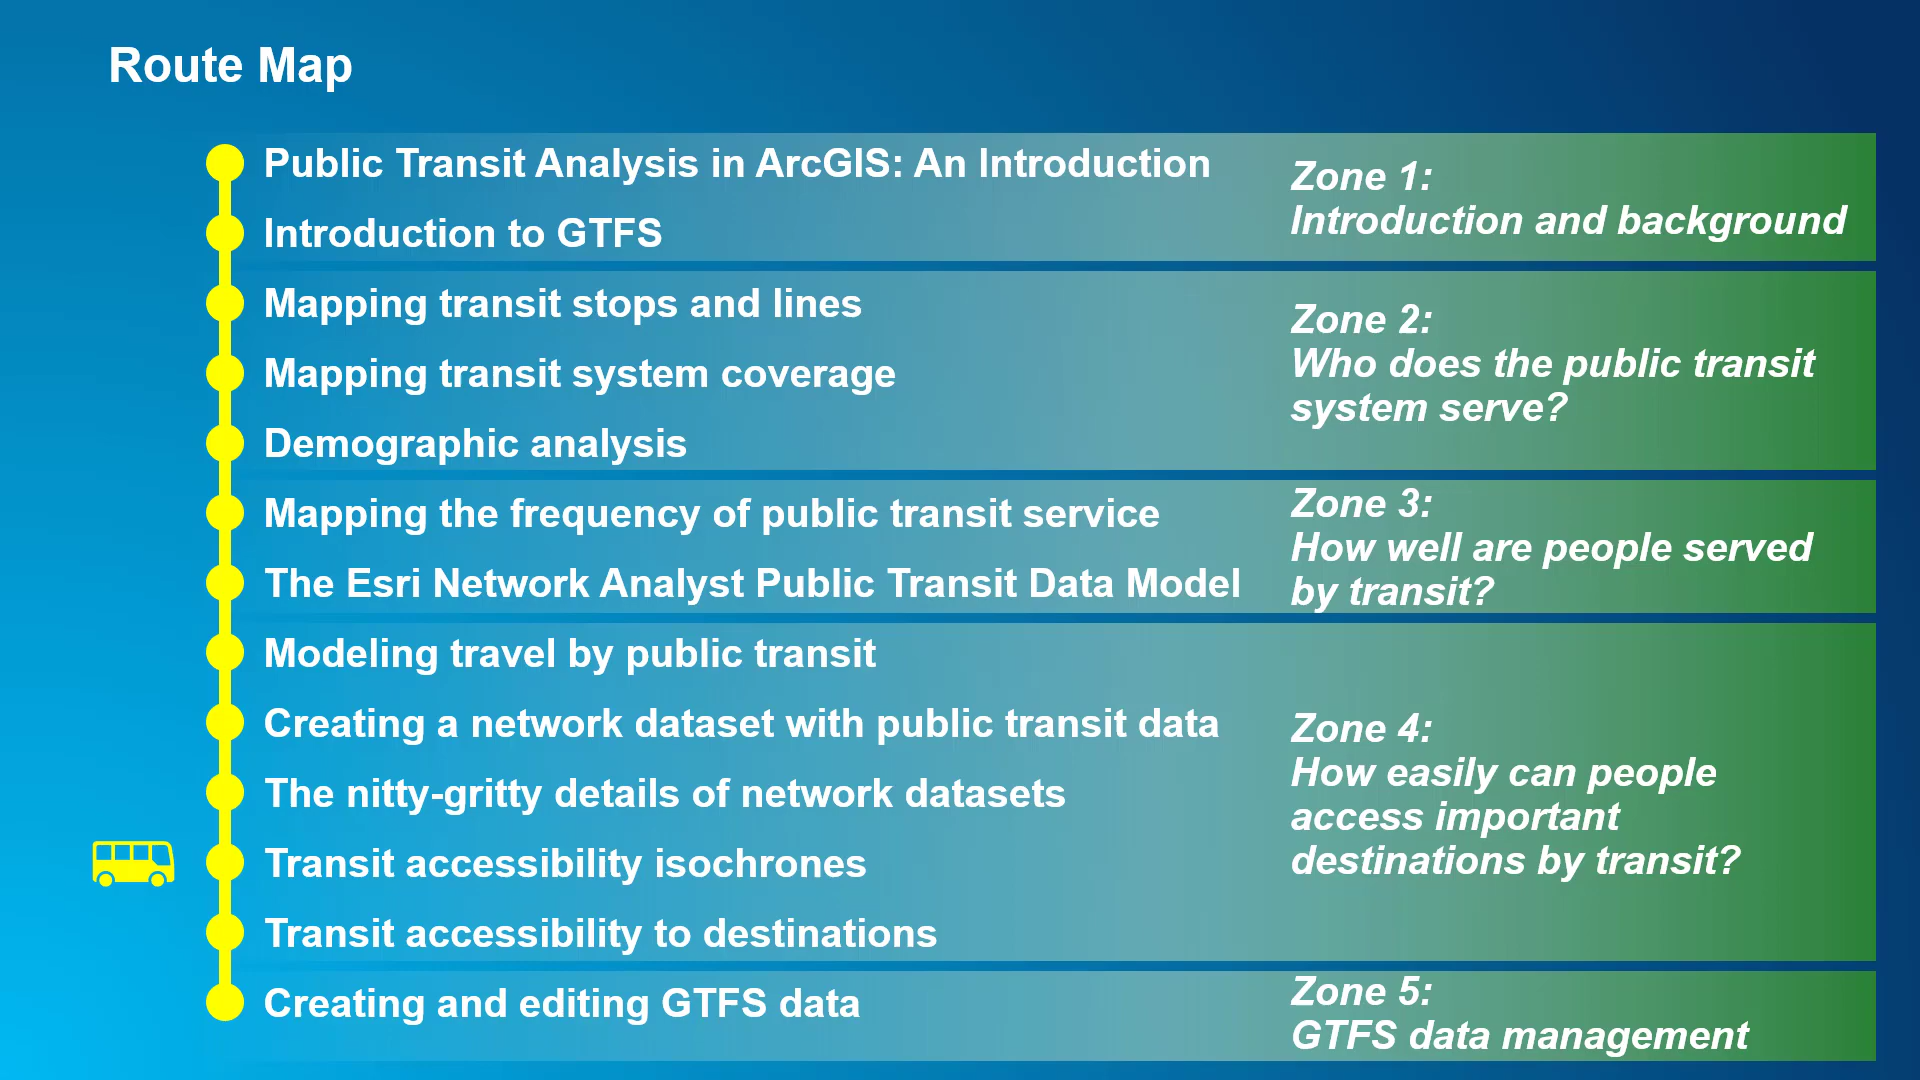 Route Map
Public Transit Analysis in ArcGIS: An Introduction
Introduction to GTFS
Zone 1:
Introduction and background
Mapping transit stops and lines
Mapping transit system coverage
Demographic analysis
Zone 2:
Who does the public transit
system serve?
Mapping the frequency of public transit service
The Esri Network Analyst Public Transit Data Model
Zone 3:
How well are people served
by transit?
Modeling travel by public transit
Creating a network dataset with public transit data
The nitty-gritty details of network datasets
Transit accessibility isochrones
Transit accessibility to destinations
Zone 4:
How easily can people
access important
destinations by transit?
Creating and editing GTFS data
Zone 5:
GTFS data management